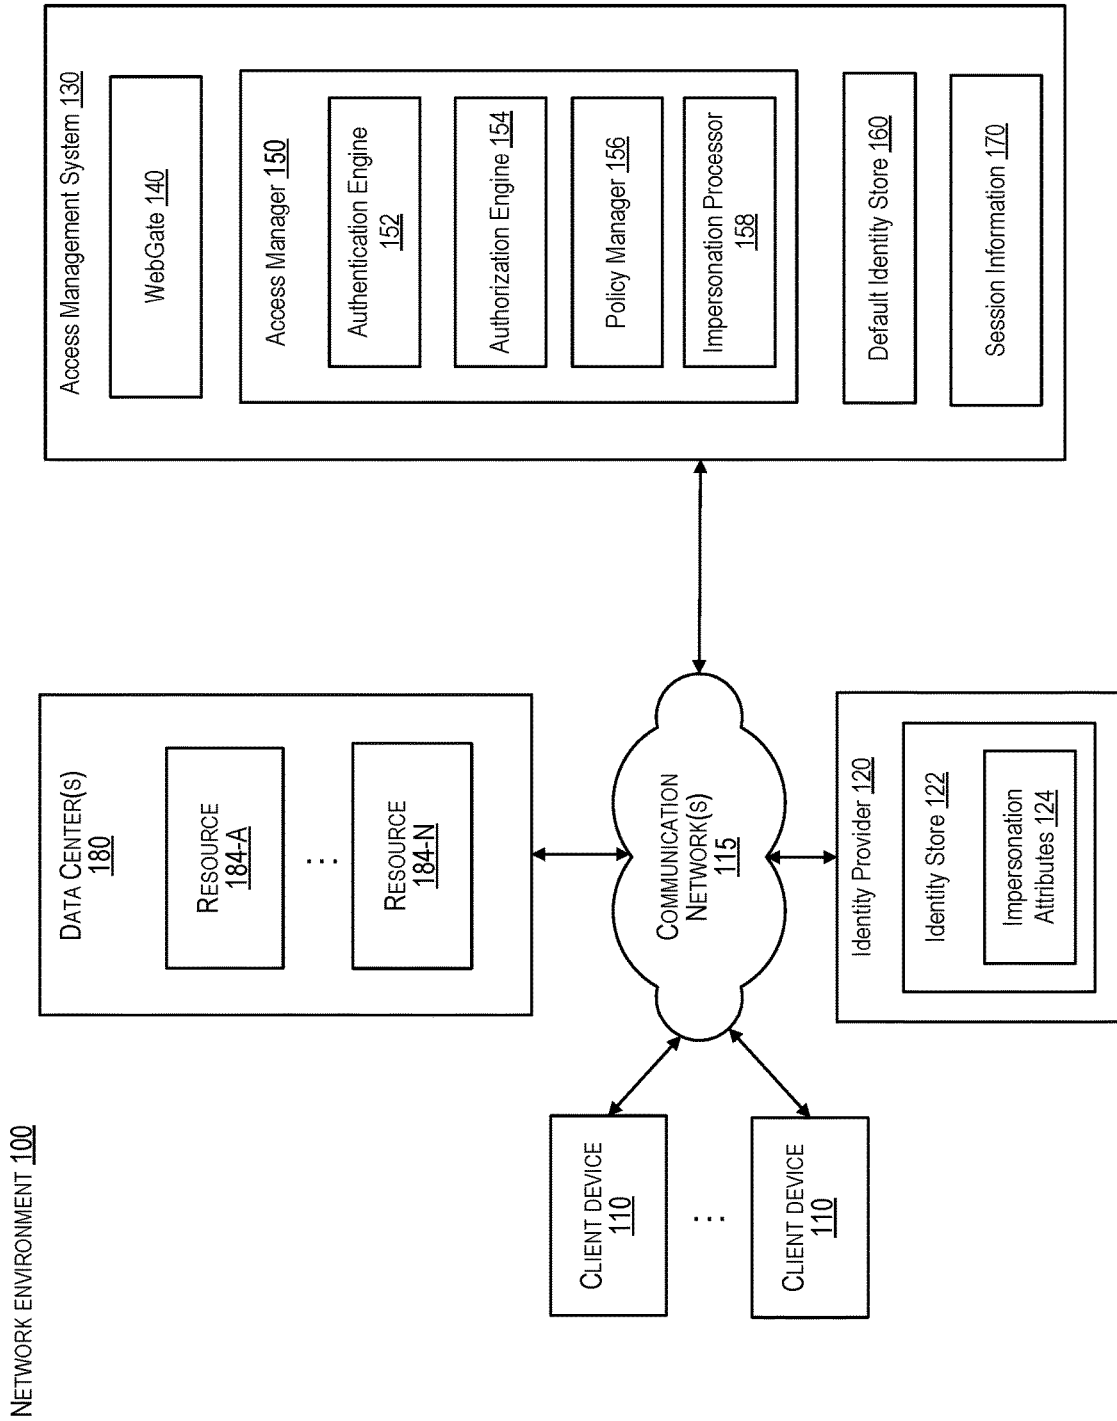 NETWORK ENVIRONMENT 100
CLIENT DEVICE
110
...
CLIENT DEVICE
110
DATA CENTER(S)
180
RESOURCE
184-A
...
RESOURCE
184-N
COMMUNICATION
NETWORK(S)
115
Identity Provider 120
Identity Store 122
Impersonation
Attributes 124
Access Management System 130
WebGate 140
Access Manager 150
Authentication Engine
152
Authorization Engine 154
Policy Manager 156
Impersonation Processor
158
Default Identity Store 160
Session Information 170